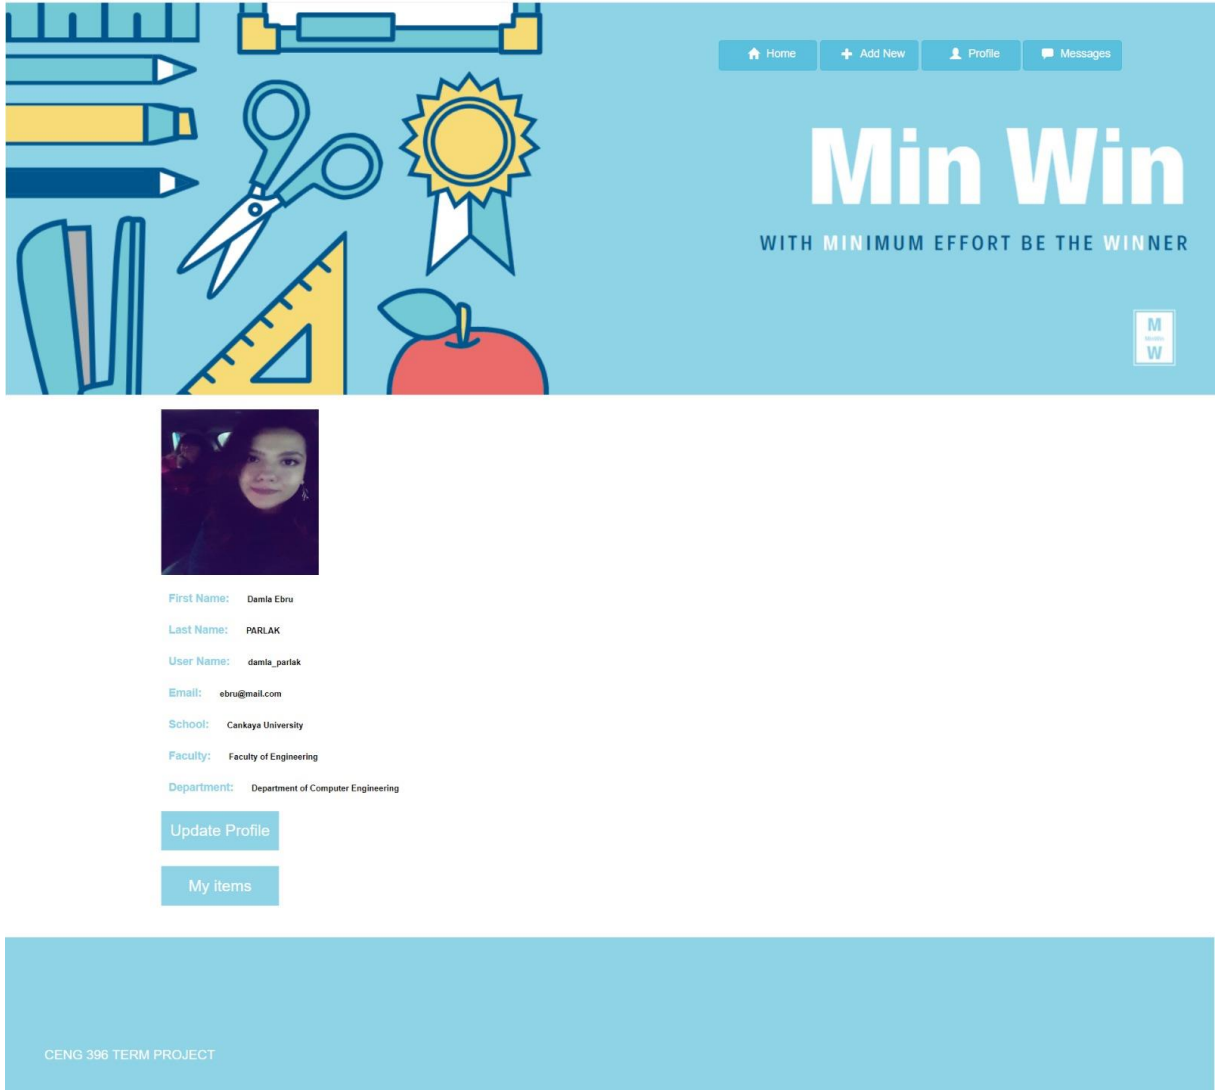 Home Add New Profile Messages
Min Win
WITH MINIMUM EFFORT BE THE WINNER
M
W
First Name: Damla Ebru
Last Name: PARLAK
User Name: damla_parlak
Email: ebru@mail.com
School: Cankaya University
Faculty: Faculty of Engineering
Department: Department of Computer Engineering
Update Profile
My items
CENG 396 TERM PROJECT